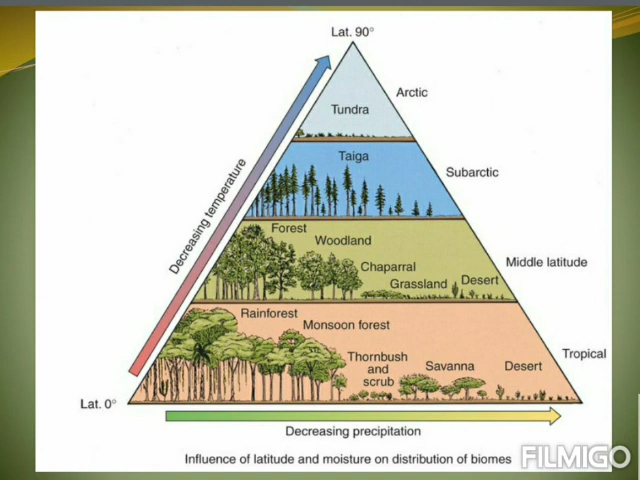 Lat. 90°
Arctic
Tundra
Taiga
Subarctic
Decreasing temperature
Forest
Woodland
Middle latitude
Chaparral
Grassland
Desert
Rainforest
Monsoon forest
Thornbush
and
scrub
Savanna
Desert
Tropical
Lat. 0°
Decreasing precipitation
Influence of latitude and moisture on distribution of biomes
FILMIGO